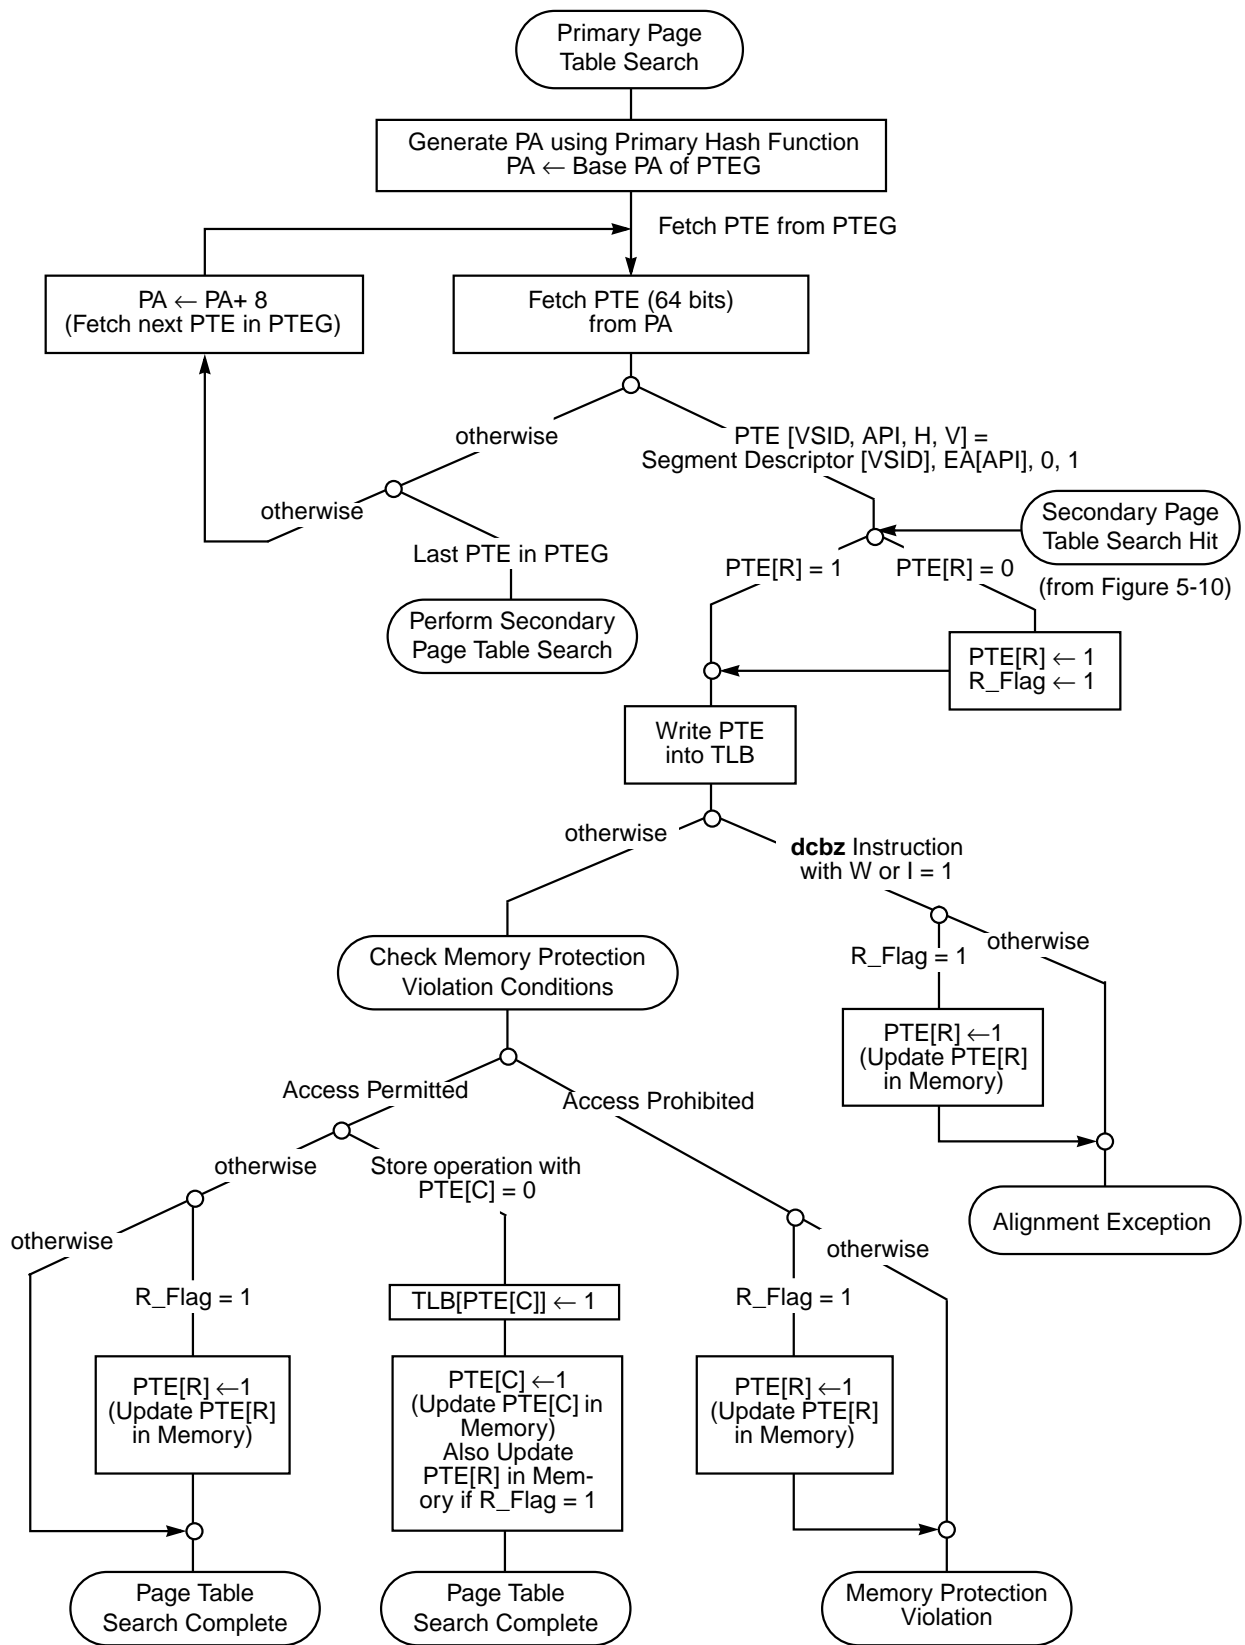 Primary Page
Table Search
Generate PA using Primary Hash Function
PA ← Base PA of PTEG
Fetch PTE from PTEG
PA ← PA+ 8
(Fetch next PTE in PTEG)
Fetch PTE (64 bits)
from PA
otherwise
PTE [VSID, API, H, V] =
Segment Descriptor [VSID], EA[API], 0, 1
otherwise
Secondary Page
Table Search Hit
(from Figure 5-10)
Last PTE in PTEG
PTE[R] = 1
PTE[R] = 0
Perform Secondary
Page Table Search
PTE[R] ← 1
R_Flag ← 1
Write PTE
into TLB
otherwise
dcbz Instruction
with W or I = 1
R_Flag = 1
otherwise
Check Memory Protection
Violation Conditions
PTE[R] ←1
(Update PTE[R]
in Memory)
Access Permitted
Access Prohibited
otherwise
Store operation with
PTE[C] = 0
Alignment Exception
otherwise
otherwise
R_Flag = 1
TLB[PTE[C]] ← 1
R_Flag = 1
PTE[R] ←1
(Update PTE[R]
in Memory)
PTE[C] ←1
(Update PTE[C] in
Memory)
Also Update
PTE[R] in Mem-
ory if R_Flag = 1
PTE[R] ←1
(Update PTE[R]
in Memory)
Page Table
Search Complete
Page Table
Search Complete
Memory Protection
Violation